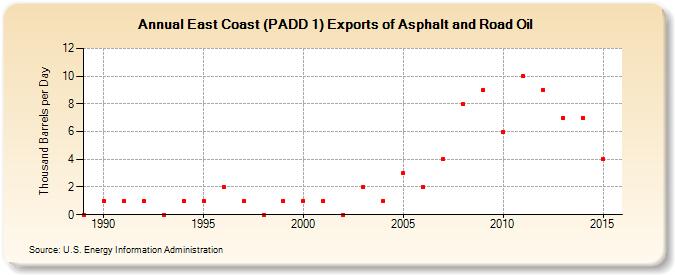 Annual East Coast (PADD 1) Exports of Asphalt and Road Oil
Thousand Barrels per Day
12
10
8
6
4
2
0
1990 1995 2000 2005 2010 2015
Source: U.S. Energy Information Administration